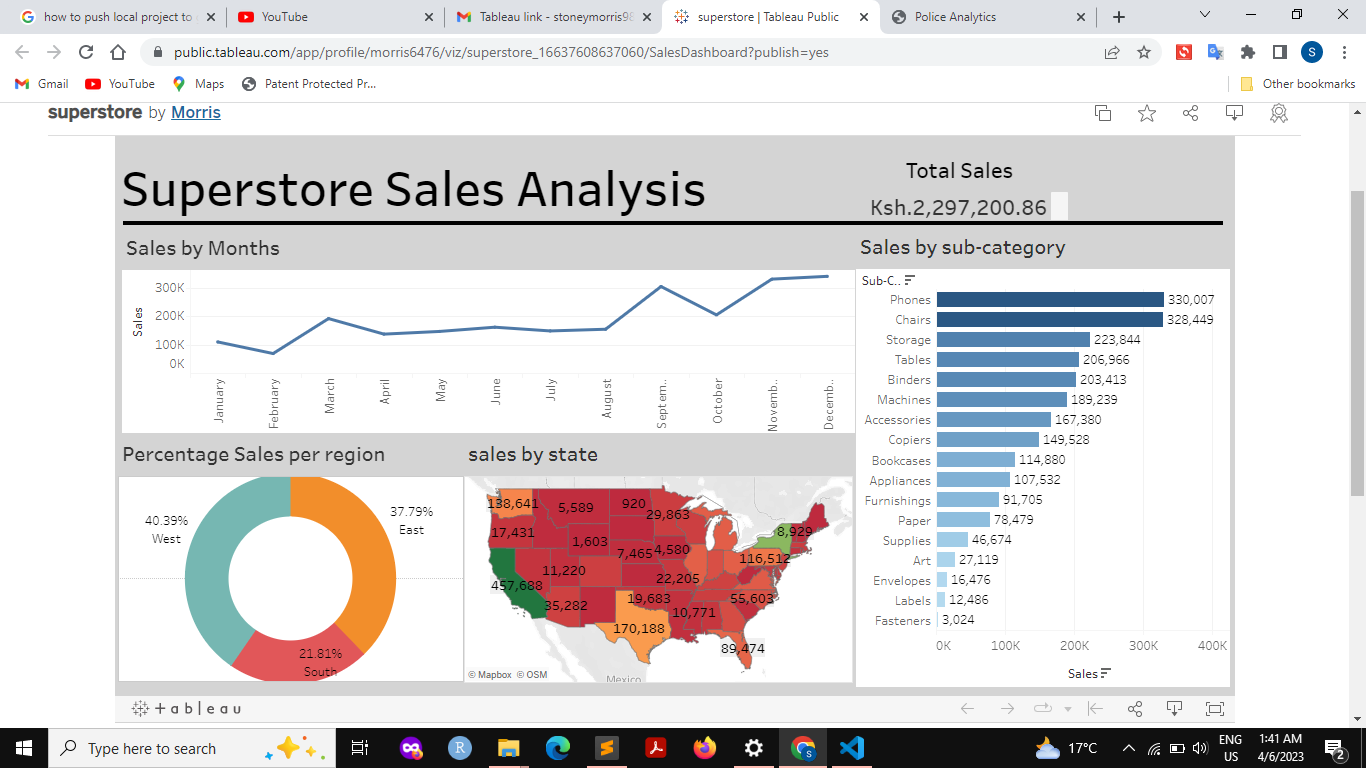 how to push local project to
YouTube
Tableau link - stoneymorris98
superstore | Tableau Public
Police Analytics
public.tableau.com/app/profile/morris6476/viz/superstore_16637608637060/SalesDashboard?publish=yes
S
Gmail
YouTube
Maps
Patent Protected Pr...
Other bookmarks
superstore by Morris
Superstore Sales Analysis
Total Sales
Ksh.2,297,200.86
Sales by Months
Sales
300K
200K
100K
0K
January
February
March
April
May
June
July
August
Septem..
October
Novemb..
Decemb..
Sales by sub-category
Sub-C..
Phones 330,007
Chairs 328,449
Storage 223,844
Tables 206,966
Binders 203,413
Machines 189,239
Accessories 167,380
Copiers 149,528
Bookcases 114,880
Appliances 107,532
Furnishings 91,705
Paper 78,479
Supplies 46,674
Art 27,119
Envelopes 16,476
Labels 12,486
Fasteners 3,024
0K 100K 200K 300K 400K
Sales
Percentage Sales per region
40.39%
West
37.79%
East
21.81%
South
sales by state
138,641
5,589
920
29,863
8,929
17,431
1,603
7,465
4,580
116,512
11,220
457,688
22,205
35,282
19,683
10,771
55,603
170,188
89,474
Mexico
© Mapbox © OSM
+ a b l e a u
Type here to search
R
S
17°C
ENG
US
1:41 AM
4/6/2023
2